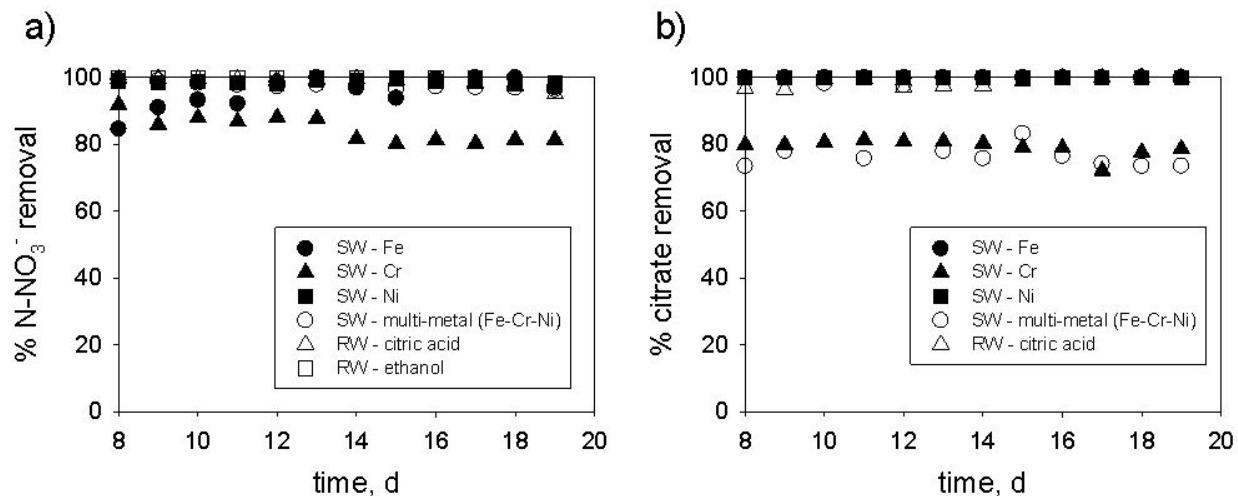 a)
% N-NO3- removal
100
80
60
40
20
0
SW - Fe
SW - Cr
SW - Ni
SW - multi-metal (Fe-Cr-Ni)
RW - citric acid
RW - ethanol
8 10 12 14 16 18 20
time, d
b)
% citrate removal
100
80
60
40
20
0
SW - Fe
SW - Cr
SW - Ni
SW - multi-metal (Fe-Cr-Ni)
RW - citric acid
8 10 12 14 16 18 20
time, d